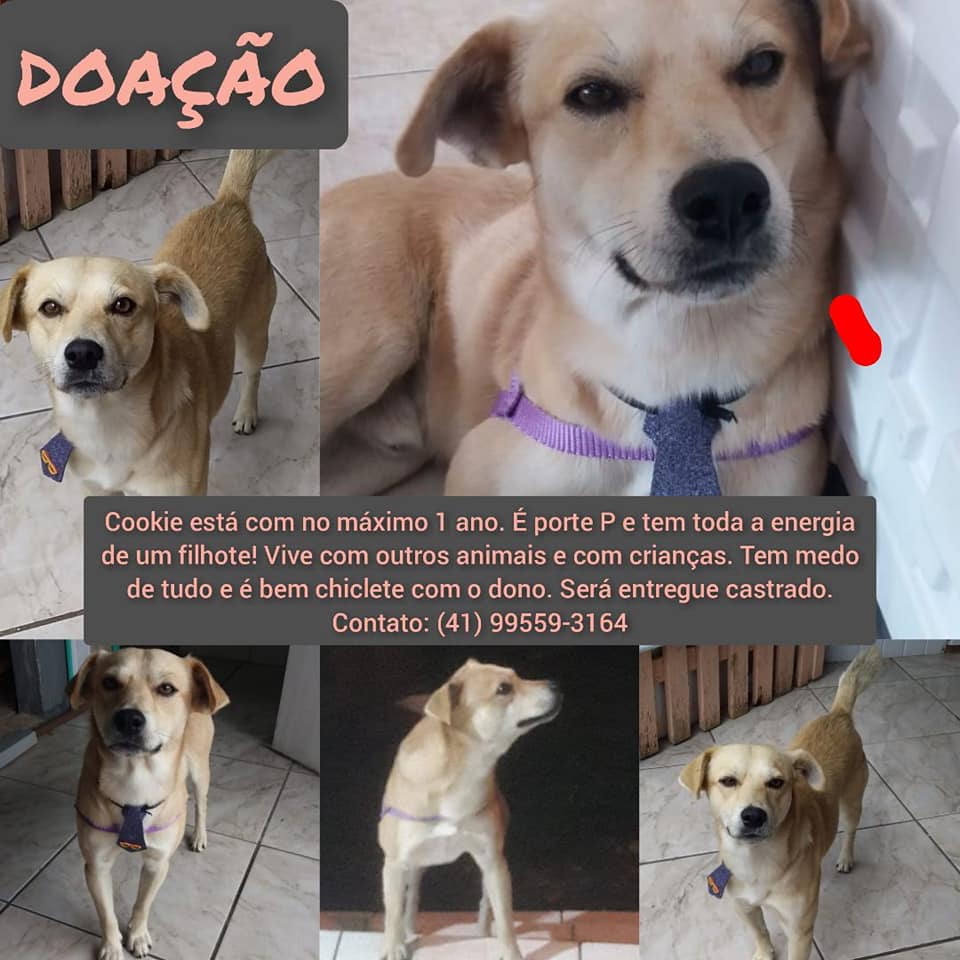 DOAÇÃO
Cookie está com no máximo 1 ano. É porte P e tem toda a energia
de um filhote! Vive com outros animais e com crianças. Tem medo
de tudo e é bem chiclete com o dono. Será entregue castrado.
Contato: (41) 99559-3164